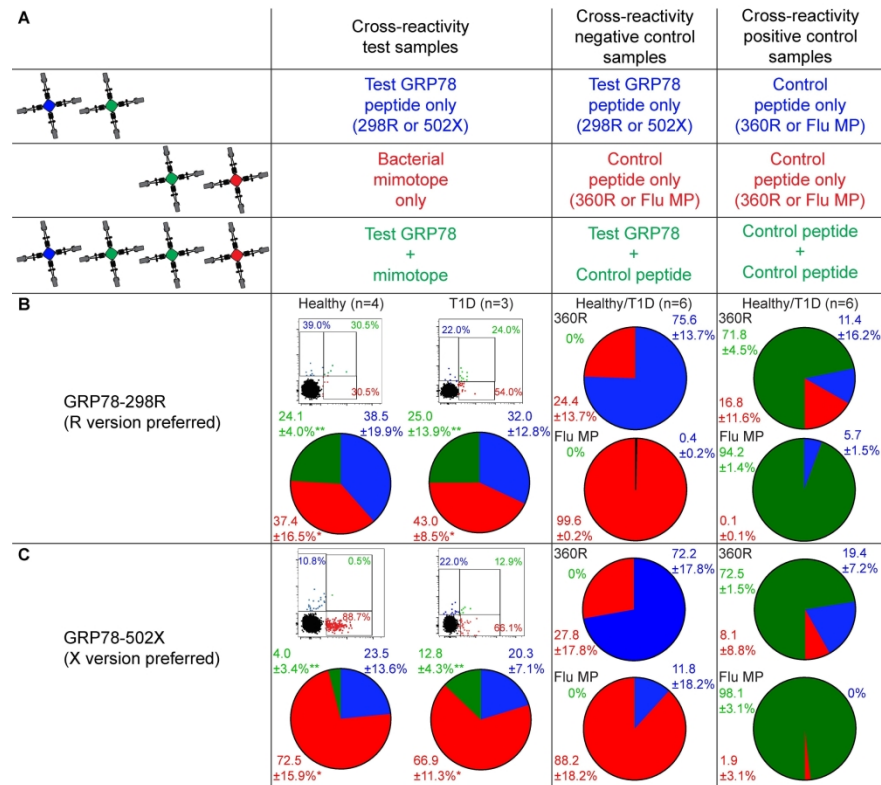 A
Cross-reactivity
test samples
Cross-reactivity
negative control
samples
Cross-reactivity
positive control
samples
Test GRP78
peptide only
(298R or 502X)
Test GRP78
peptide only
(298R or 502X)
Control
peptide only
(360R or Flu MP)
Bacterial
mimotope
only
Control
peptide only
(360R or Flu MP)
Control
peptide only
(360R or Flu MP)
Test GRP78
+
mimotope
Test GRP78
+
Control peptide
Control peptide
+
Control peptide
B
GRP78-298R
(R version preferred)
Healthy (n=4)
39.0%
30.5%
30.5%
24.1
±4.0%**
38.5
±19.9%
37.4
±16.5%*
T1D (n=3)
22.0%
24.0%
54.0%
25.0
±13.9%**
32.0
±12.8%
43.0
±8.5%*
Healthy/T1D (n=6)
360R
0%
75.6
±13.7%
24.4
±13.7%
Flu MP
0%
0.4
±0.2%
99.6
±0.2%
Healthy/T1D (n=6)
360R
71.8
±4.5%
11.4
±16.2%
16.8
±11.6%
Flu MP
94.2
±1.4%
5.7
±1.5%
0.1
±0.1%
C
GRP78-502X
(X version preferred)
10.8%
0.5%
88.7%
4.0
±3.4%**
23.5
±13.6%
72.5
±15.9%*
22.0%
12.9%
66.1%
12.8
±4.3%**
20.3
±7.1%
66.9
±11.3%*
360R
0%
72.2
±17.8%
27.8
±17.8%
Flu MP
0%
11.8
±18.2%
88.2
±18.2%
360R
72.5
±1.5%
19.4
±7.2%
8.1
±8.8%
Flu MP
98.1
±3.1%
0%
1.9
±3.1%